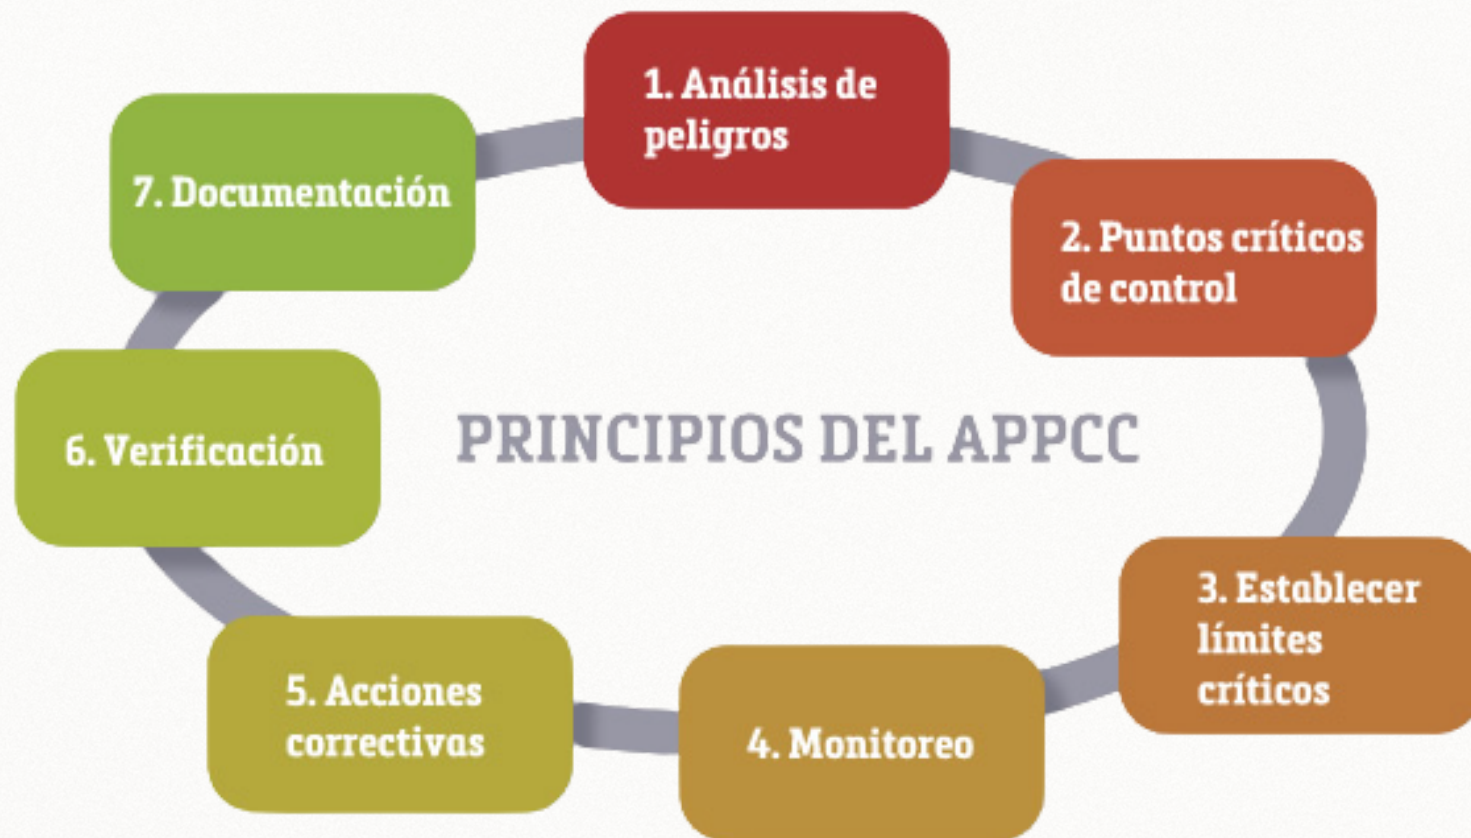 1. Análisis de
peligros
2. Puntos críticos
de control
3. Establecer
límites
críticos
4. Monitoreo
5. Acciones
correctivas
6. Verificación
7. Documentación
PRINCIPIOS DEL APPCC